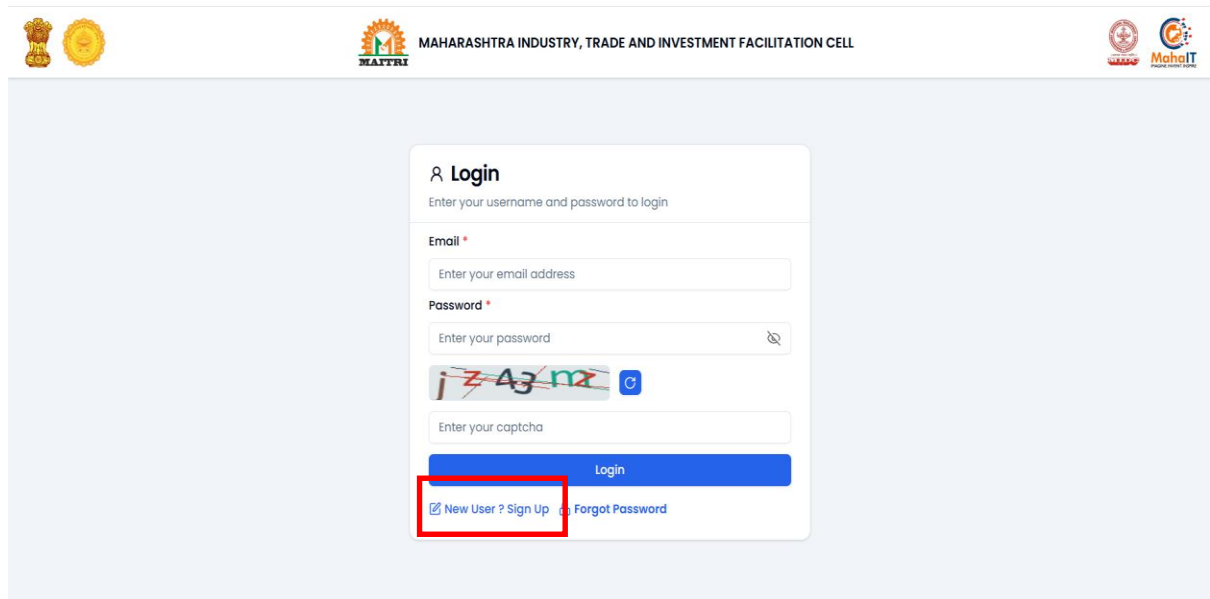 MAITRI
MAHARASHTRA INDUSTRY, TRADE AND INVESTMENT FACILITATION CELL
MahaIT
Login
Enter your username and password to login
Email *
Enter your email address
Password *
Enter your password
Enter your captcha
Login
New User ? Sign Up Forgot Password